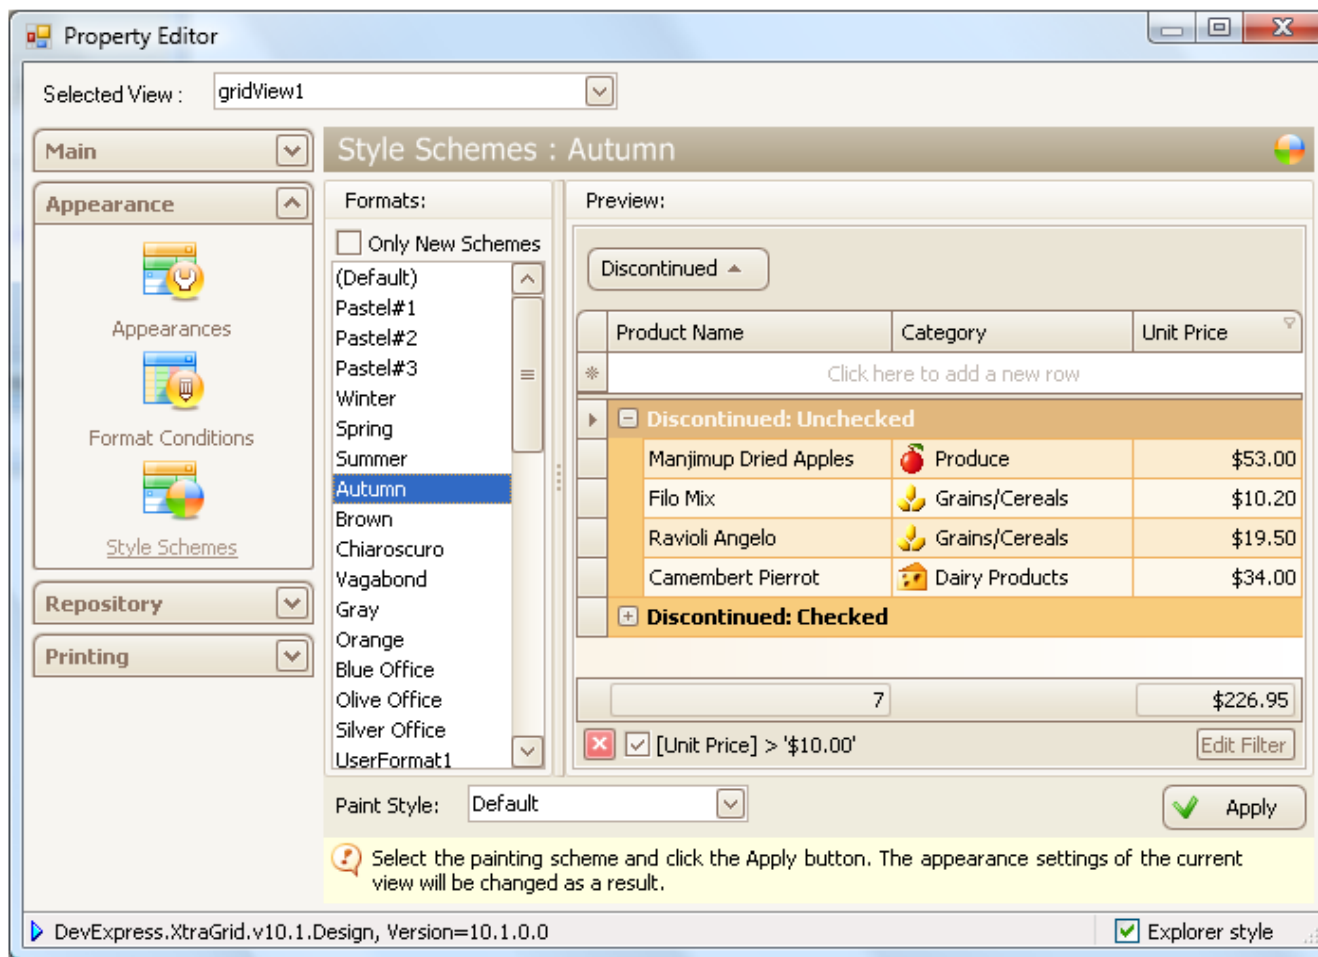 Property Editor
Selected View :
gridView1
Main
Appearance
Appearances
Format Conditions
Style Schemes
Repository
Printing
Style Schemes : Autumn
Formats:
Only New Schemes
(Default)
Pastel#1
Pastel#2
Pastel#3
Winter
Spring
Summer
Autumn
Brown
Chiaroscuro
Vagabond
Gray
Orange
Blue Office
Olive Office
Silver Office
UserFormat1
Preview:
Discontinued
Product Name Category Unit Price
Click here to add a new row
Discontinued: Unchecked
Manjimup Dried Apples Produce $53.00
Filo Mix Grains/Cereals $10.20
Ravioli Angelo Grains/Cereals $19.50
Camembert Pierrot Dairy Products $34.00
Discontinued: Checked
7 $226.95
[Unit Price] > '$10.00' Edit Filter
Paint Style: Default Apply
Select the painting scheme and click the Apply button. The appearance settings of the current
view will be changed as a result.
DevExpress.XtraGrid.v10.1.Design, Version=10.1.0.0 Explorer style